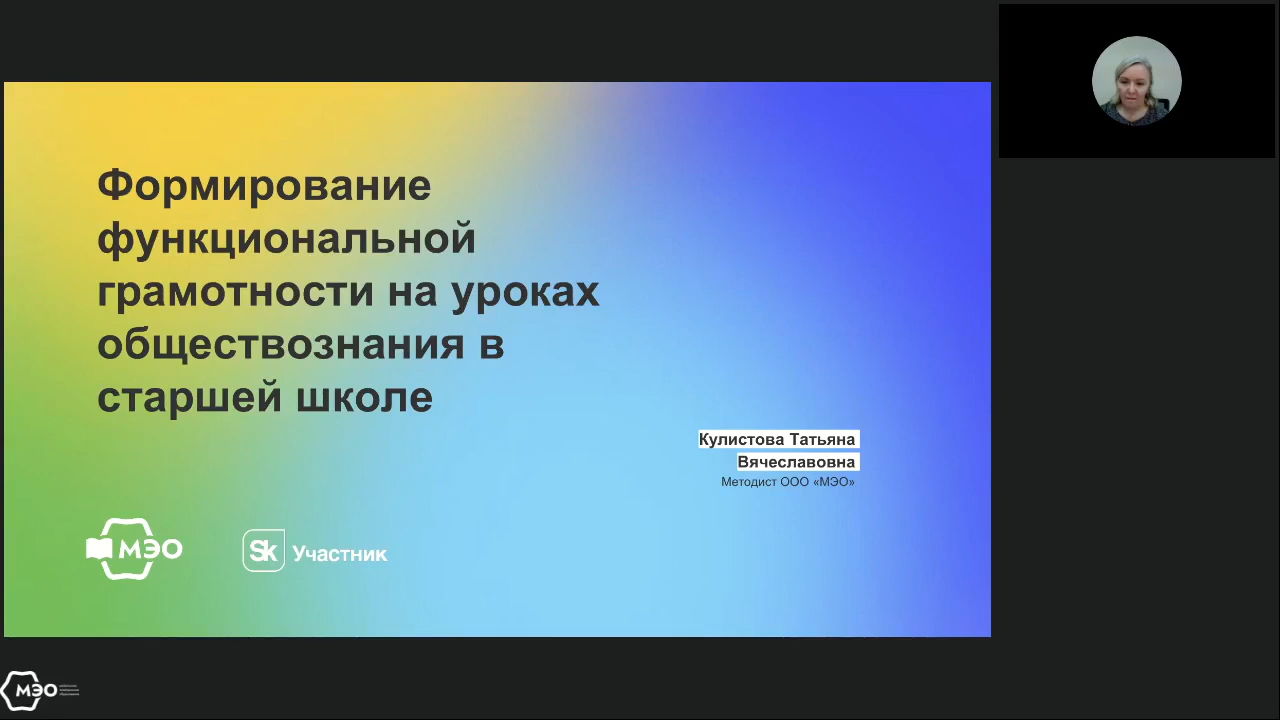 Формирование
функциональной
грамотности на уроках
обществознания в
старшей школе
Кулистова Татьяна
Вячеславовна
Методист ООО «МЭО»
МЭО
Sk Участник
МЭО